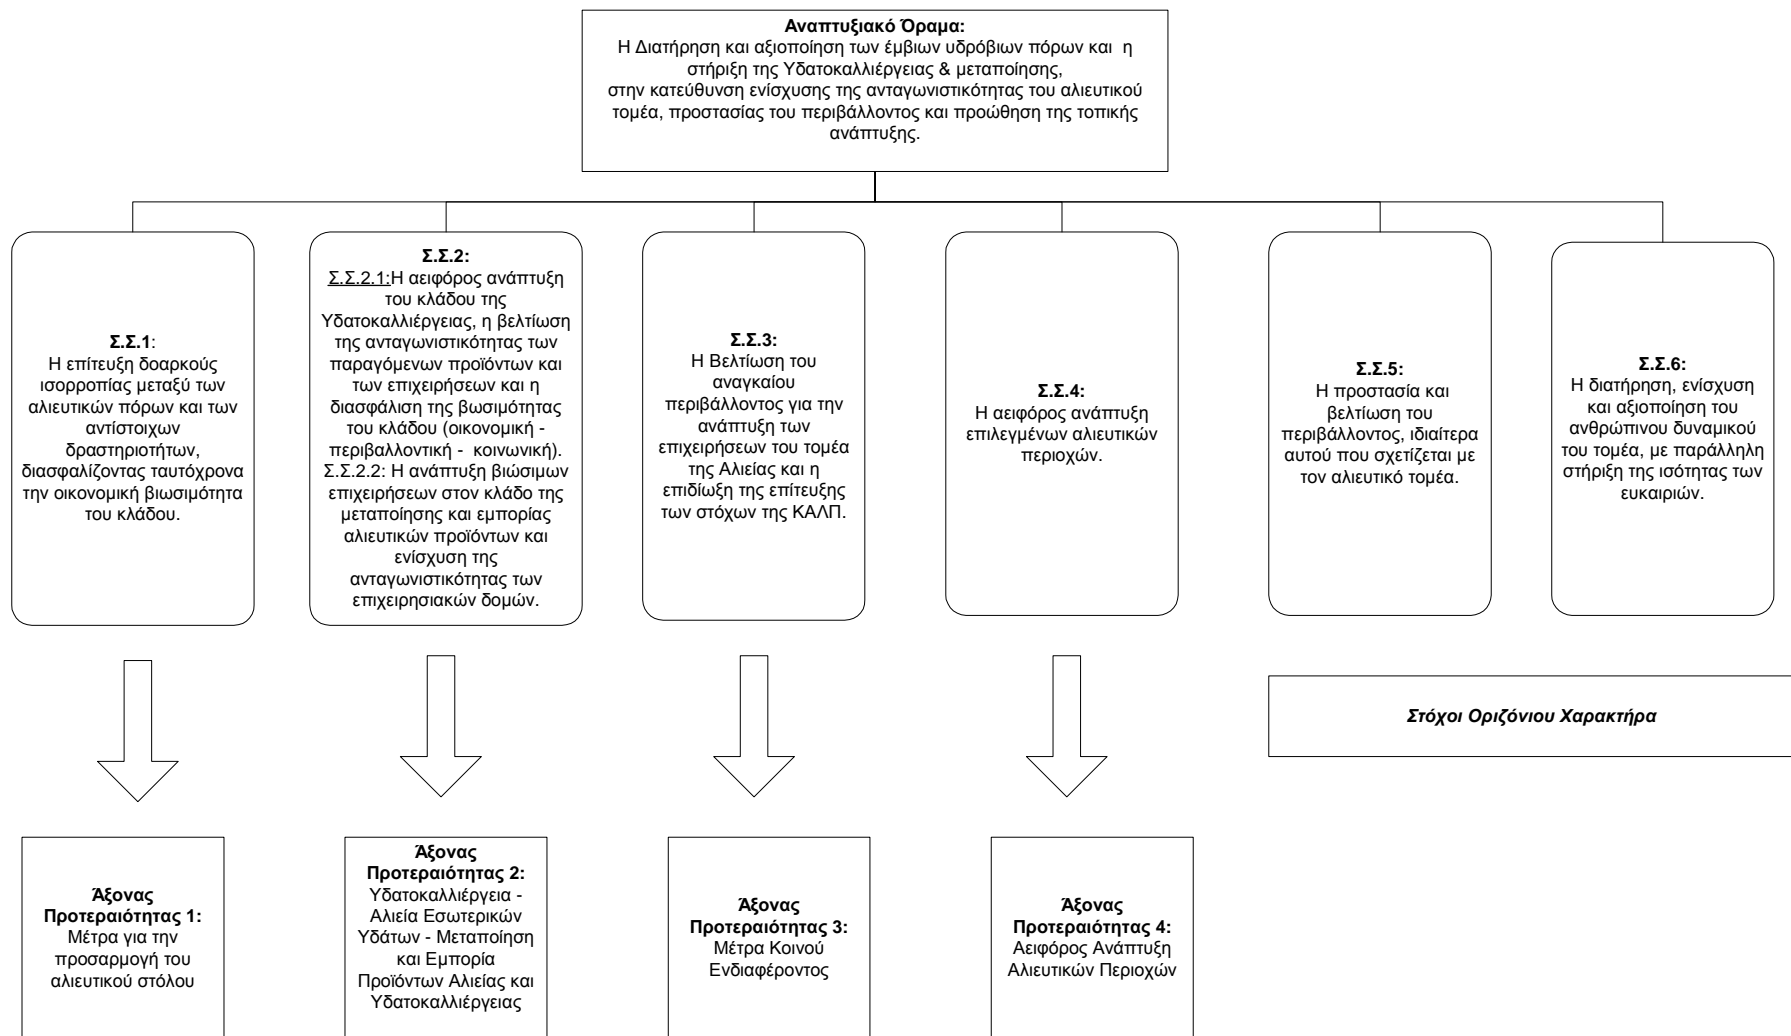 Αναπτυξιακό Όραμα:
Η Διατήρηση και αξιοποίηση των έμβιων υδρόβιων πόρων και η
στήριξη της Υδατοκαλλιέργειας & μεταποίησης,
στην κατεύθυνση ενίσχυσης της ανταγωνιστικότητας του αλιευτικού
τομέα, προστασίας του περιβάλλοντος και προώθηση της τοπικής
ανάπτυξης.
Σ.Σ.1:
Η επίτευξη δοαρκούς
ισορροπίας μεταξύ των
αλιευτικών πόρων και των
αντίστοιχων
δραστηριοτήτων,
διασφαλίζοντας ταυτόχρονα
την οικονομική βιωσιμότητα
του κλάδου.
Σ.Σ.2:
Σ.Σ.2.1:Η αειφόρος ανάπτυξη
του κλάδου της
Υδατοκαλλιέργειας, η βελτίωση
της ανταγωνιστικότητας των
παραγόμενων προϊόντων και
των επιχειρήσεων και η
διασφάλιση της βωσιμότητας
του κλάδου (οικονομική -
περιβαλλοντική - κοινωνική).
Σ.Σ.2.2: Η ανάπτυξη βιώσιμων
επιχειρήσεων στον κλάδο της
μεταποίησης και εμπορίας
αλιευτικών προϊόντων και
ενίσχυση της
ανταγωνιστικότητας των
επιχειρησιακών δομών.
Σ.Σ.3:
Η Βελτίωση του
αναγκαίου
περιβάλλοντος για την
ανάπτυξη των
επιχειρήσεων του τομέα
της Αλιείας και η
επιδίωξη της επίτευξης
των στόχων της ΚΑΛΠ.
Σ.Σ.4:
Η αειφόρος ανάπτυξη
επιλεγμένων αλιευτικών
περιοχών.
Σ.Σ.5:
Η προστασία και
βελτίωση του
περιβάλλοντος, ιδιαίτερα
αυτού που σχετίζεται με
τον αλιευτικό τομέα.
Σ.Σ.6:
Η διατήρηση, ενίσχυση
και αξιοποίηση του
ανθρώπινου δυναμικού
του τομέα, με παράλληλη
στήριξη της ισότητας των
ευκαιριών.
Στόχοι Οριζόνιου Χαρακτήρα
Άξονας
Προτεραιότητας 1:
Μέτρα για την
προσαρμογή του
αλιευτικού στόλου
Άξονας
Προτεραιότητας 2:
Υδατοκαλλιέργεια -
Αλιεία Εσωτερικών
Υδάτων - Μεταποίηση
και Εμπορία
Προϊόντων Αλιείας και
Υδατοκαλλιέργειας
Άξονας
Προτεραιότητας 3:
Μέτρα Κοινού
Ενδιαφέροντος
Άξονας
Προτεραιότητας 4:
Αειφόρος Ανάπτυξη
Αλιευτικών Περιοχών